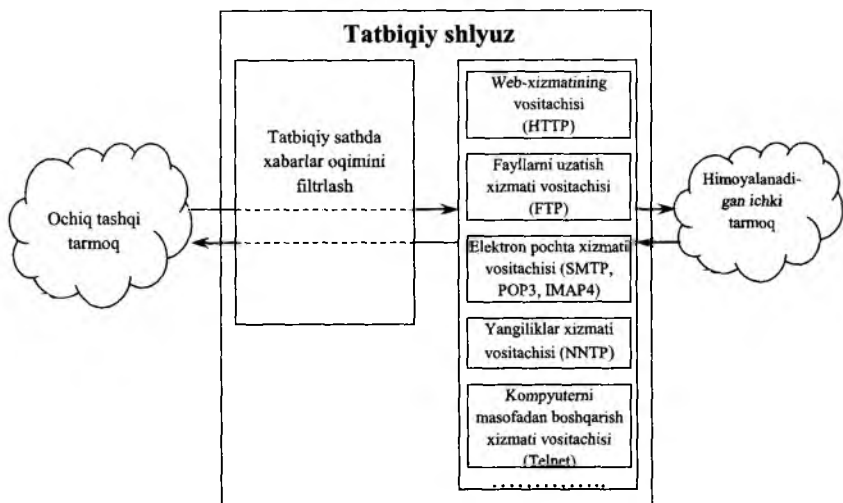 Tatbiqiy shlyuz
Ochiq tashqi
tarmoq
Tatbiqiy sathda
xabarlar oqimini
filtrlash
Web-xizmatining
vositachisi
(HTTP)
Fayllarni uzatish
xizmati vositachisi
(FTP)
Elektron pochta xizmati
vositachisi (SMTP,
POP3, IMAP4)
Yangiliklar xizmati
vositachisi (NNTP)
Kompyuterni
masofadan boshqarish
xizmati vositachisi
(Telnet)
Himoyalanadi-
gan ichki
tarmoq